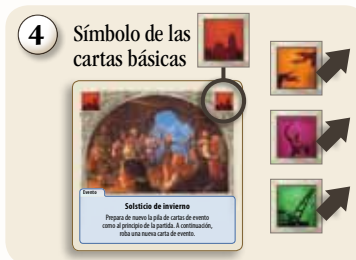 4
Símbolo de las
cartas básicas
Evento
Solsticio de invierno
Prepara de nuevo la pila de cartas de evento
como al principio de la partida. A continuación,
roba una nueva carta de evento.